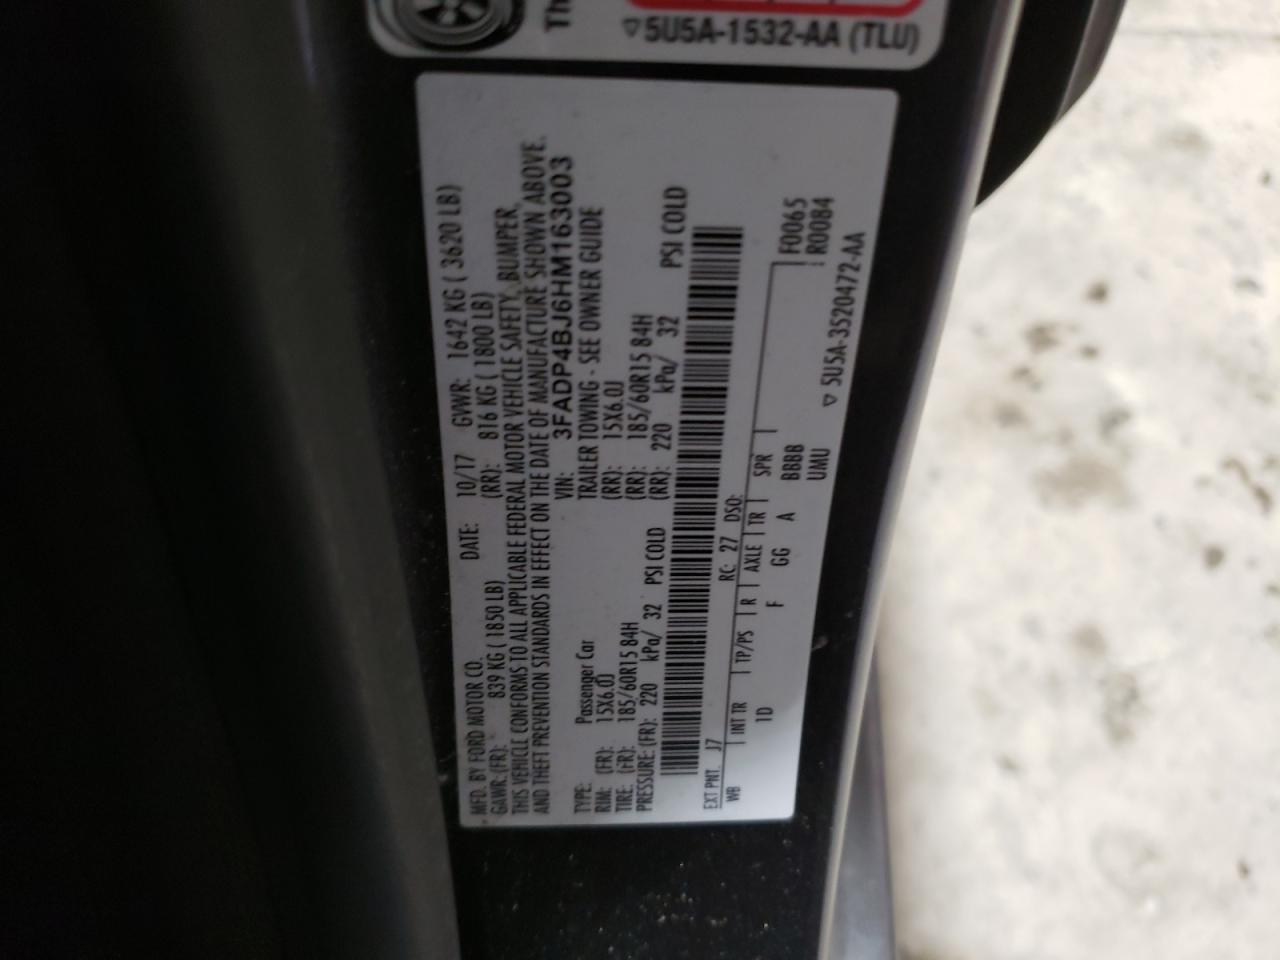 Th
▽5U5A-1532-AA (TLU)
MFD. BY FORD MOTOR CO. DATE: 10/17 GVWR: 1642 KG ( 3620 LB)
GAWR: (FR): 839 KG ( 1850 LB) (RR): 816 KG ( 1800 LB)
THIS VEHICLE CONFORMS TO ALL APPLICABLE FEDERAL MOTOR VEHICLE SAFETY, BUMPER,
AND THEFT PREVENTION STANDARDS IN EFFECT ON THE DATE OF MANUFACTURE SHOWN ABOVE.
VIN: 3FADP4BJ6HM163003
TYPE: Passenger Car TRAILER TOWING - SEE OWNER GUIDE
RIM: (FR): 15X6.0J (RR): 15X6.0J
TIRE: (FR): 185/60R15 84H (RR): 185/60R15 84H
PRESSURE: (FR): 220 kPa/ 32 PSI COLD (RR): 220 kPa/ 32 PSI COLD
EXT PNT: J7 RC: 27 DSO: F0065
WB INT TR TP/PS R AXLE TR SPR R0084
1D F GG A BBBB
UMU
▽ 5U5A-3520472-AA